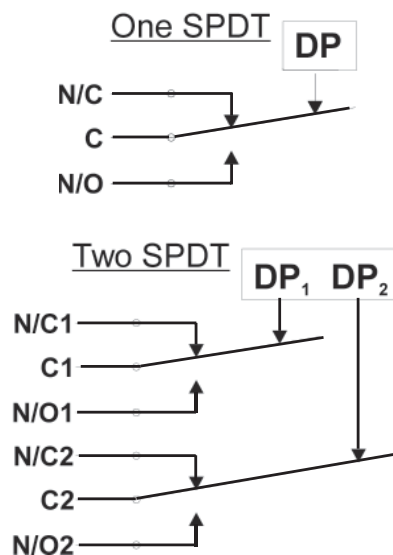 One SPDT
DP
N/C
C
N/O
Two SPDT
DP₁ DP₂
N/C1
C1
N/O1
N/C2
C2
N/O2